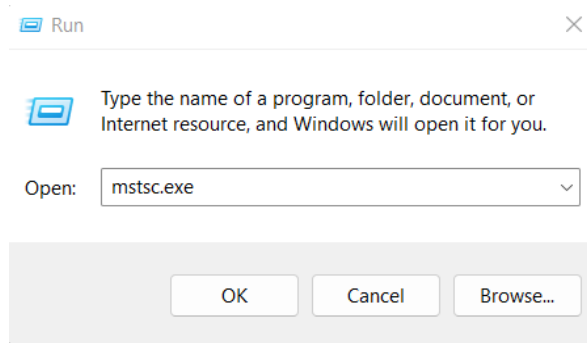 Run
Type the name of a program, folder, document, or
Internet resource, and Windows will open it for you.
Open: mstsc.exe
OK Cancel Browse...